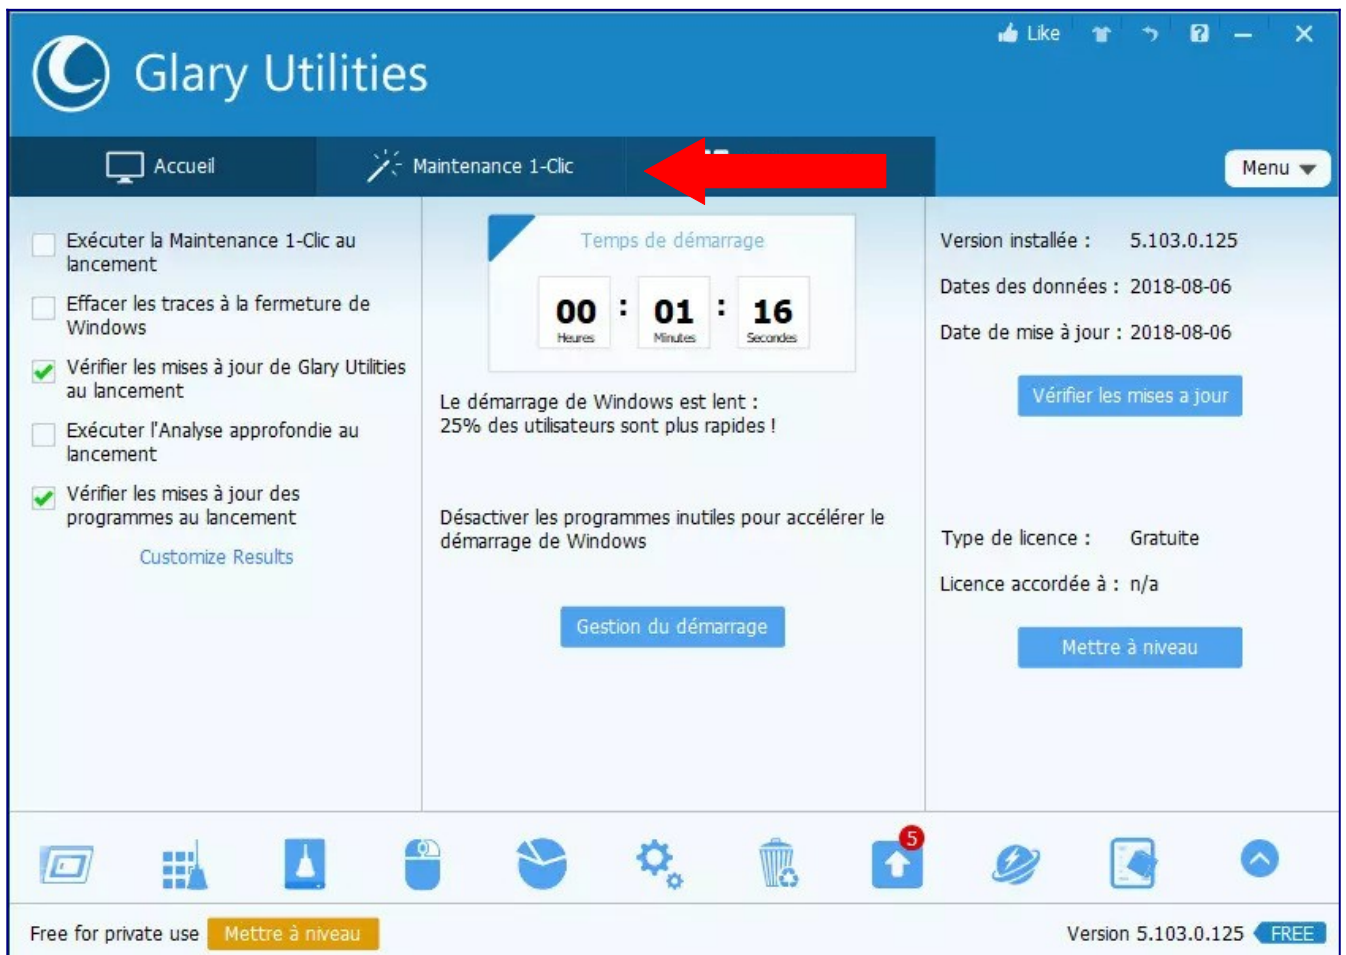 Like
Glary Utilities
Accueil
Maintenance 1-Clic
Menu
Exécuter la Maintenance 1-Clic au
lancement
Effacer les traces à la fermeture de
Windows
Vérifier les mises à jour de Glary Utilities
au lancement
Exécuter l'Analyse approfondie au
lancement
Vérifier les mises à jour des
programmes au lancement
Customize Results
Temps de démarrage
00 : 01 : 16
Heures Minutes Secondes
Le démarrage de Windows est lent :
25% des utilisateurs sont plus rapides !
Désactiver les programmes inutiles pour accélérer le
démarrage de Windows
Gestion du démarrage
Version installée : 5.103.0.125
Dates des données : 2018-08-06
Date de mise à jour : 2018-08-06
Vérifier les mises a jour
Type de licence : Gratuite
Licence accordée à : n/a
Mettre à niveau
5
Free for private use Mettre à niveau
Version 5.103.0.125 FREE